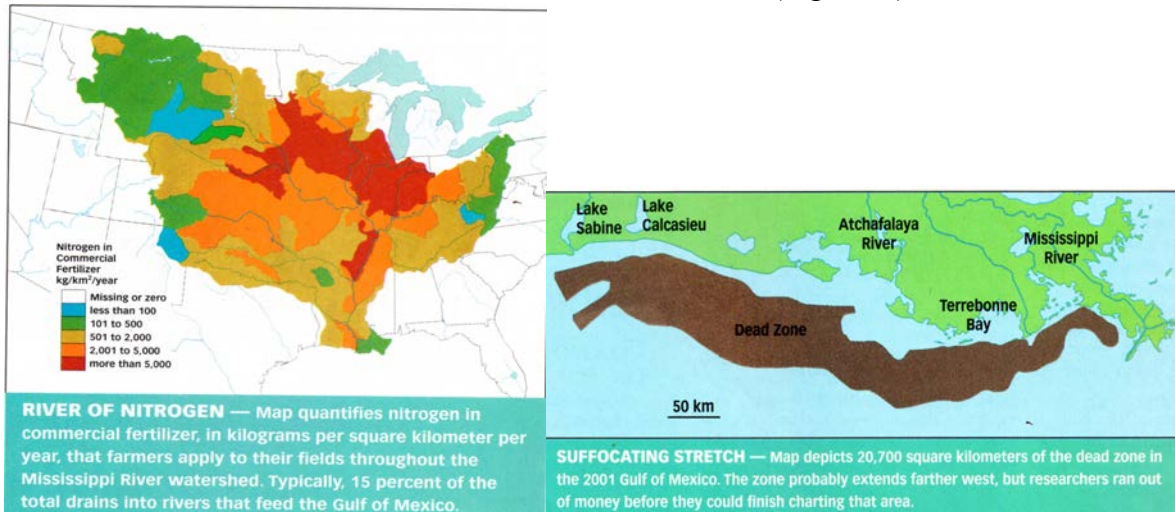 Nitrogen in
Commercial
Fertilizer
kg/km²/year
Missing or zero
less than 100
101 to 500
501 to 2,000
2,001 to 5,000
more than 5,000
RIVER OF NITROGEN — Map quantifies nitrogen in
commercial fertilizer, in kilograms per square kilometer per
year, that farmers apply to their fields throughout the
Mississippi River watershed. Typically, 15 percent of the
total drains into rivers that feed the Gulf of Mexico.
Lake
Sabine
Lake
Calcasieu
Atchafalaya
River
Mississippi
River
Terrebonne
Bay
Dead Zone
50 km
SUFFOCATING STRETCH — Map depicts 20,700 square kilometers of the dead zone in
the 2001 Gulf of Mexico. The zone probably extends farther west, but researchers ran out
of money before they could finish charting that area.